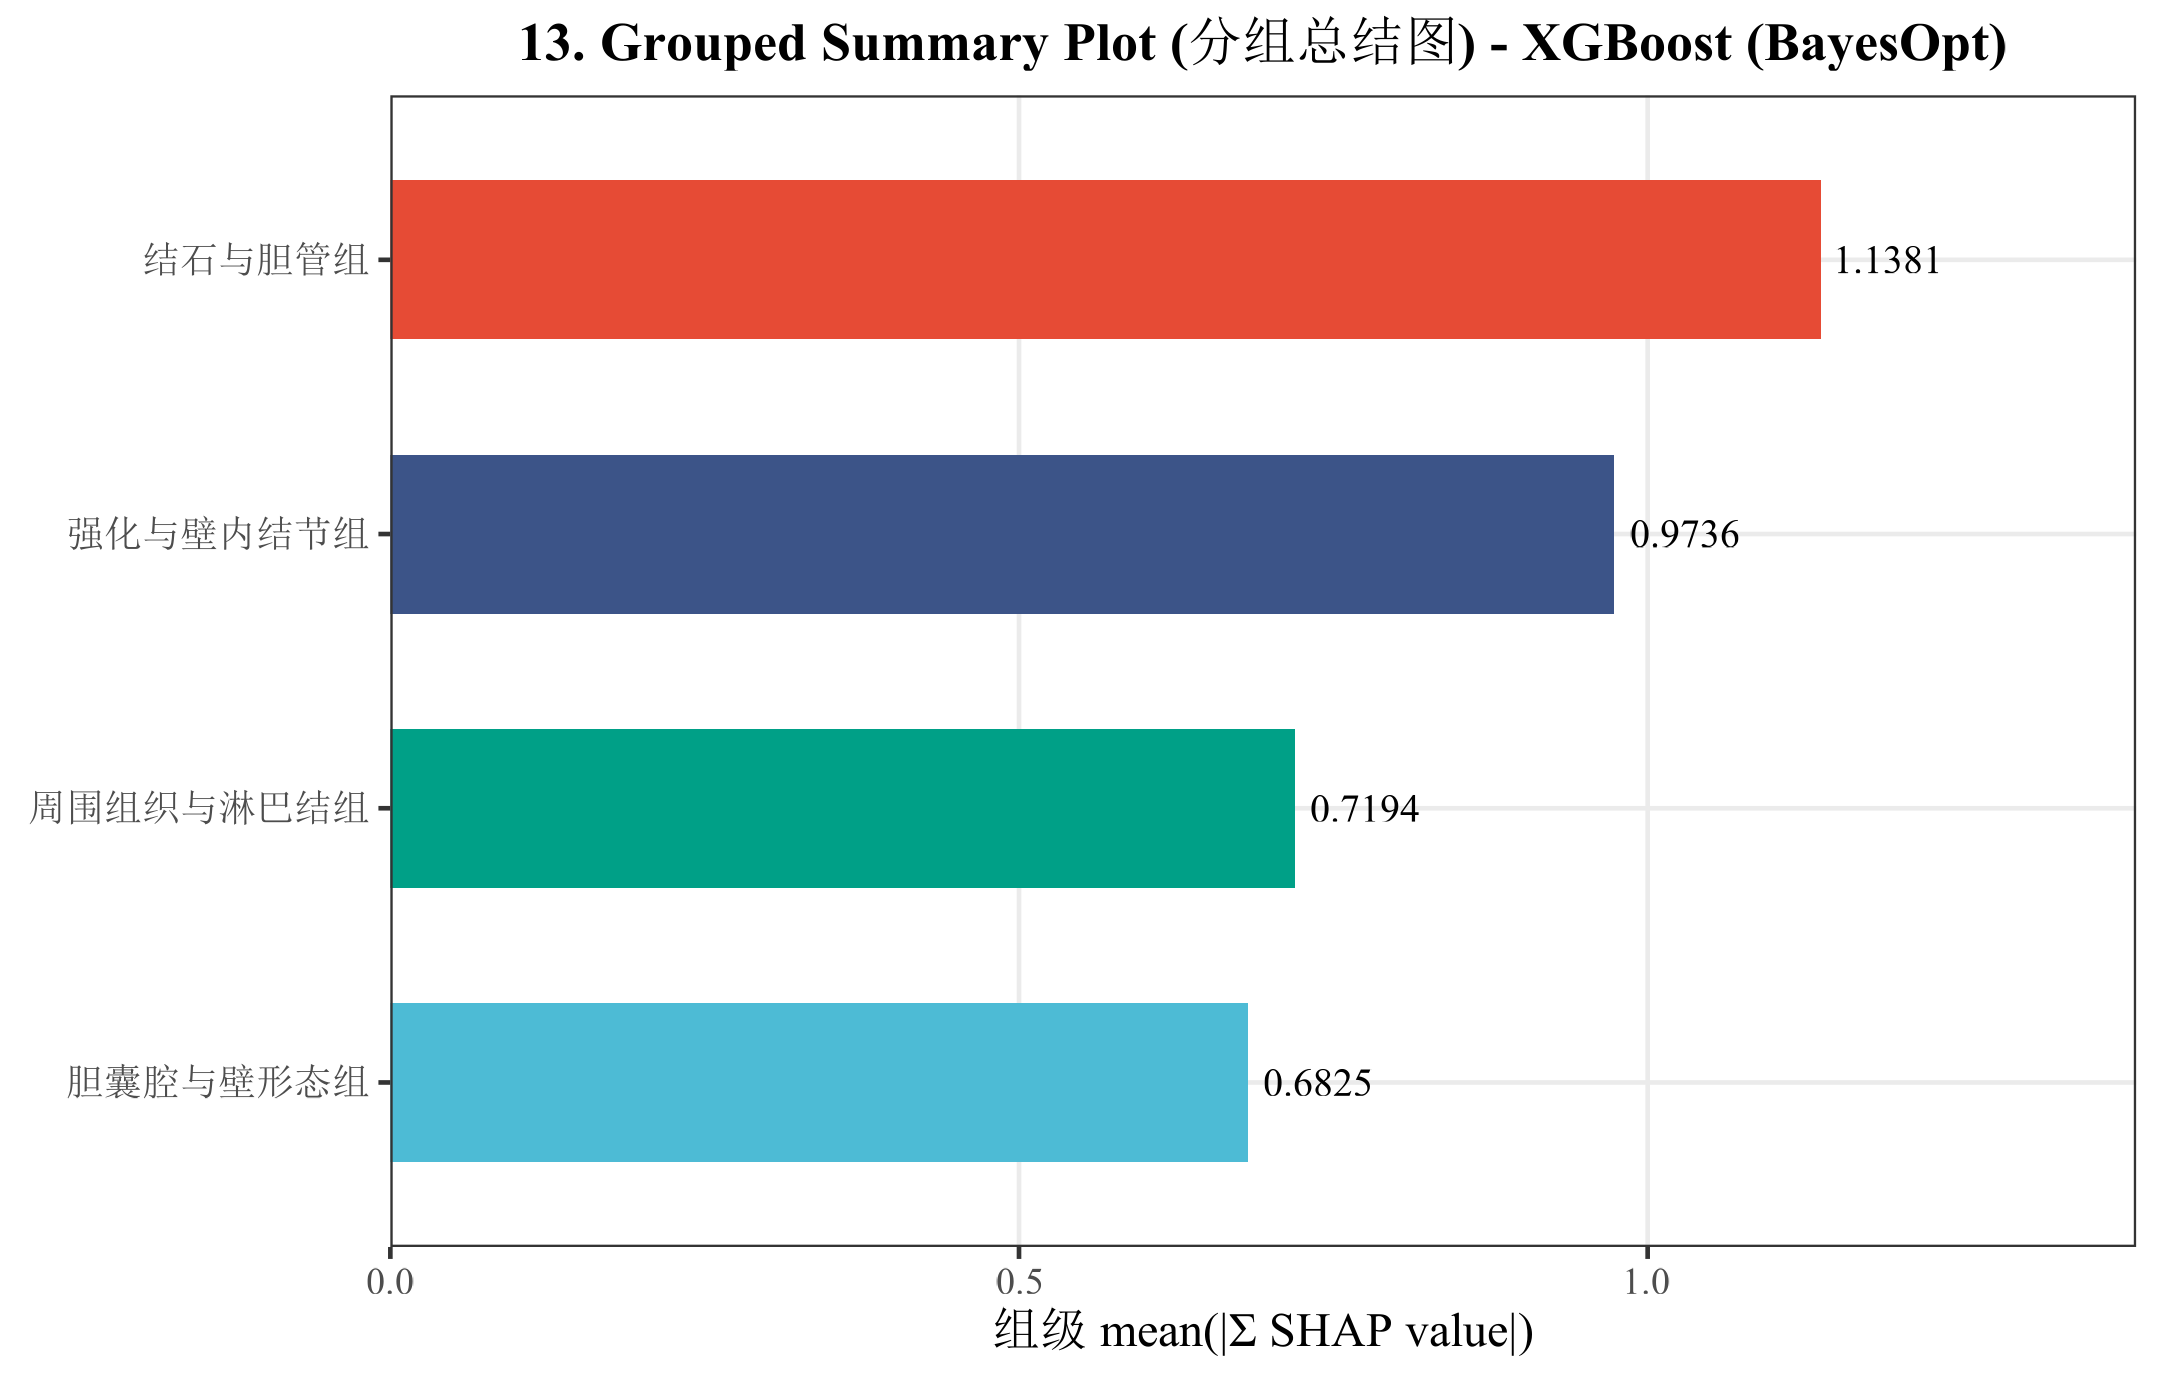 13. Grouped Summary Plot (分组总结图) - XGBoost (BayesOpt)
结石与胆管组
1.1381
强化与壁内结节组
0.9736
周围组织与淋巴结组
0.7194
胆囊腔与壁形态组
0.6825
0.0
0.5
1.0
组级 mean(|Σ SHAP value|)